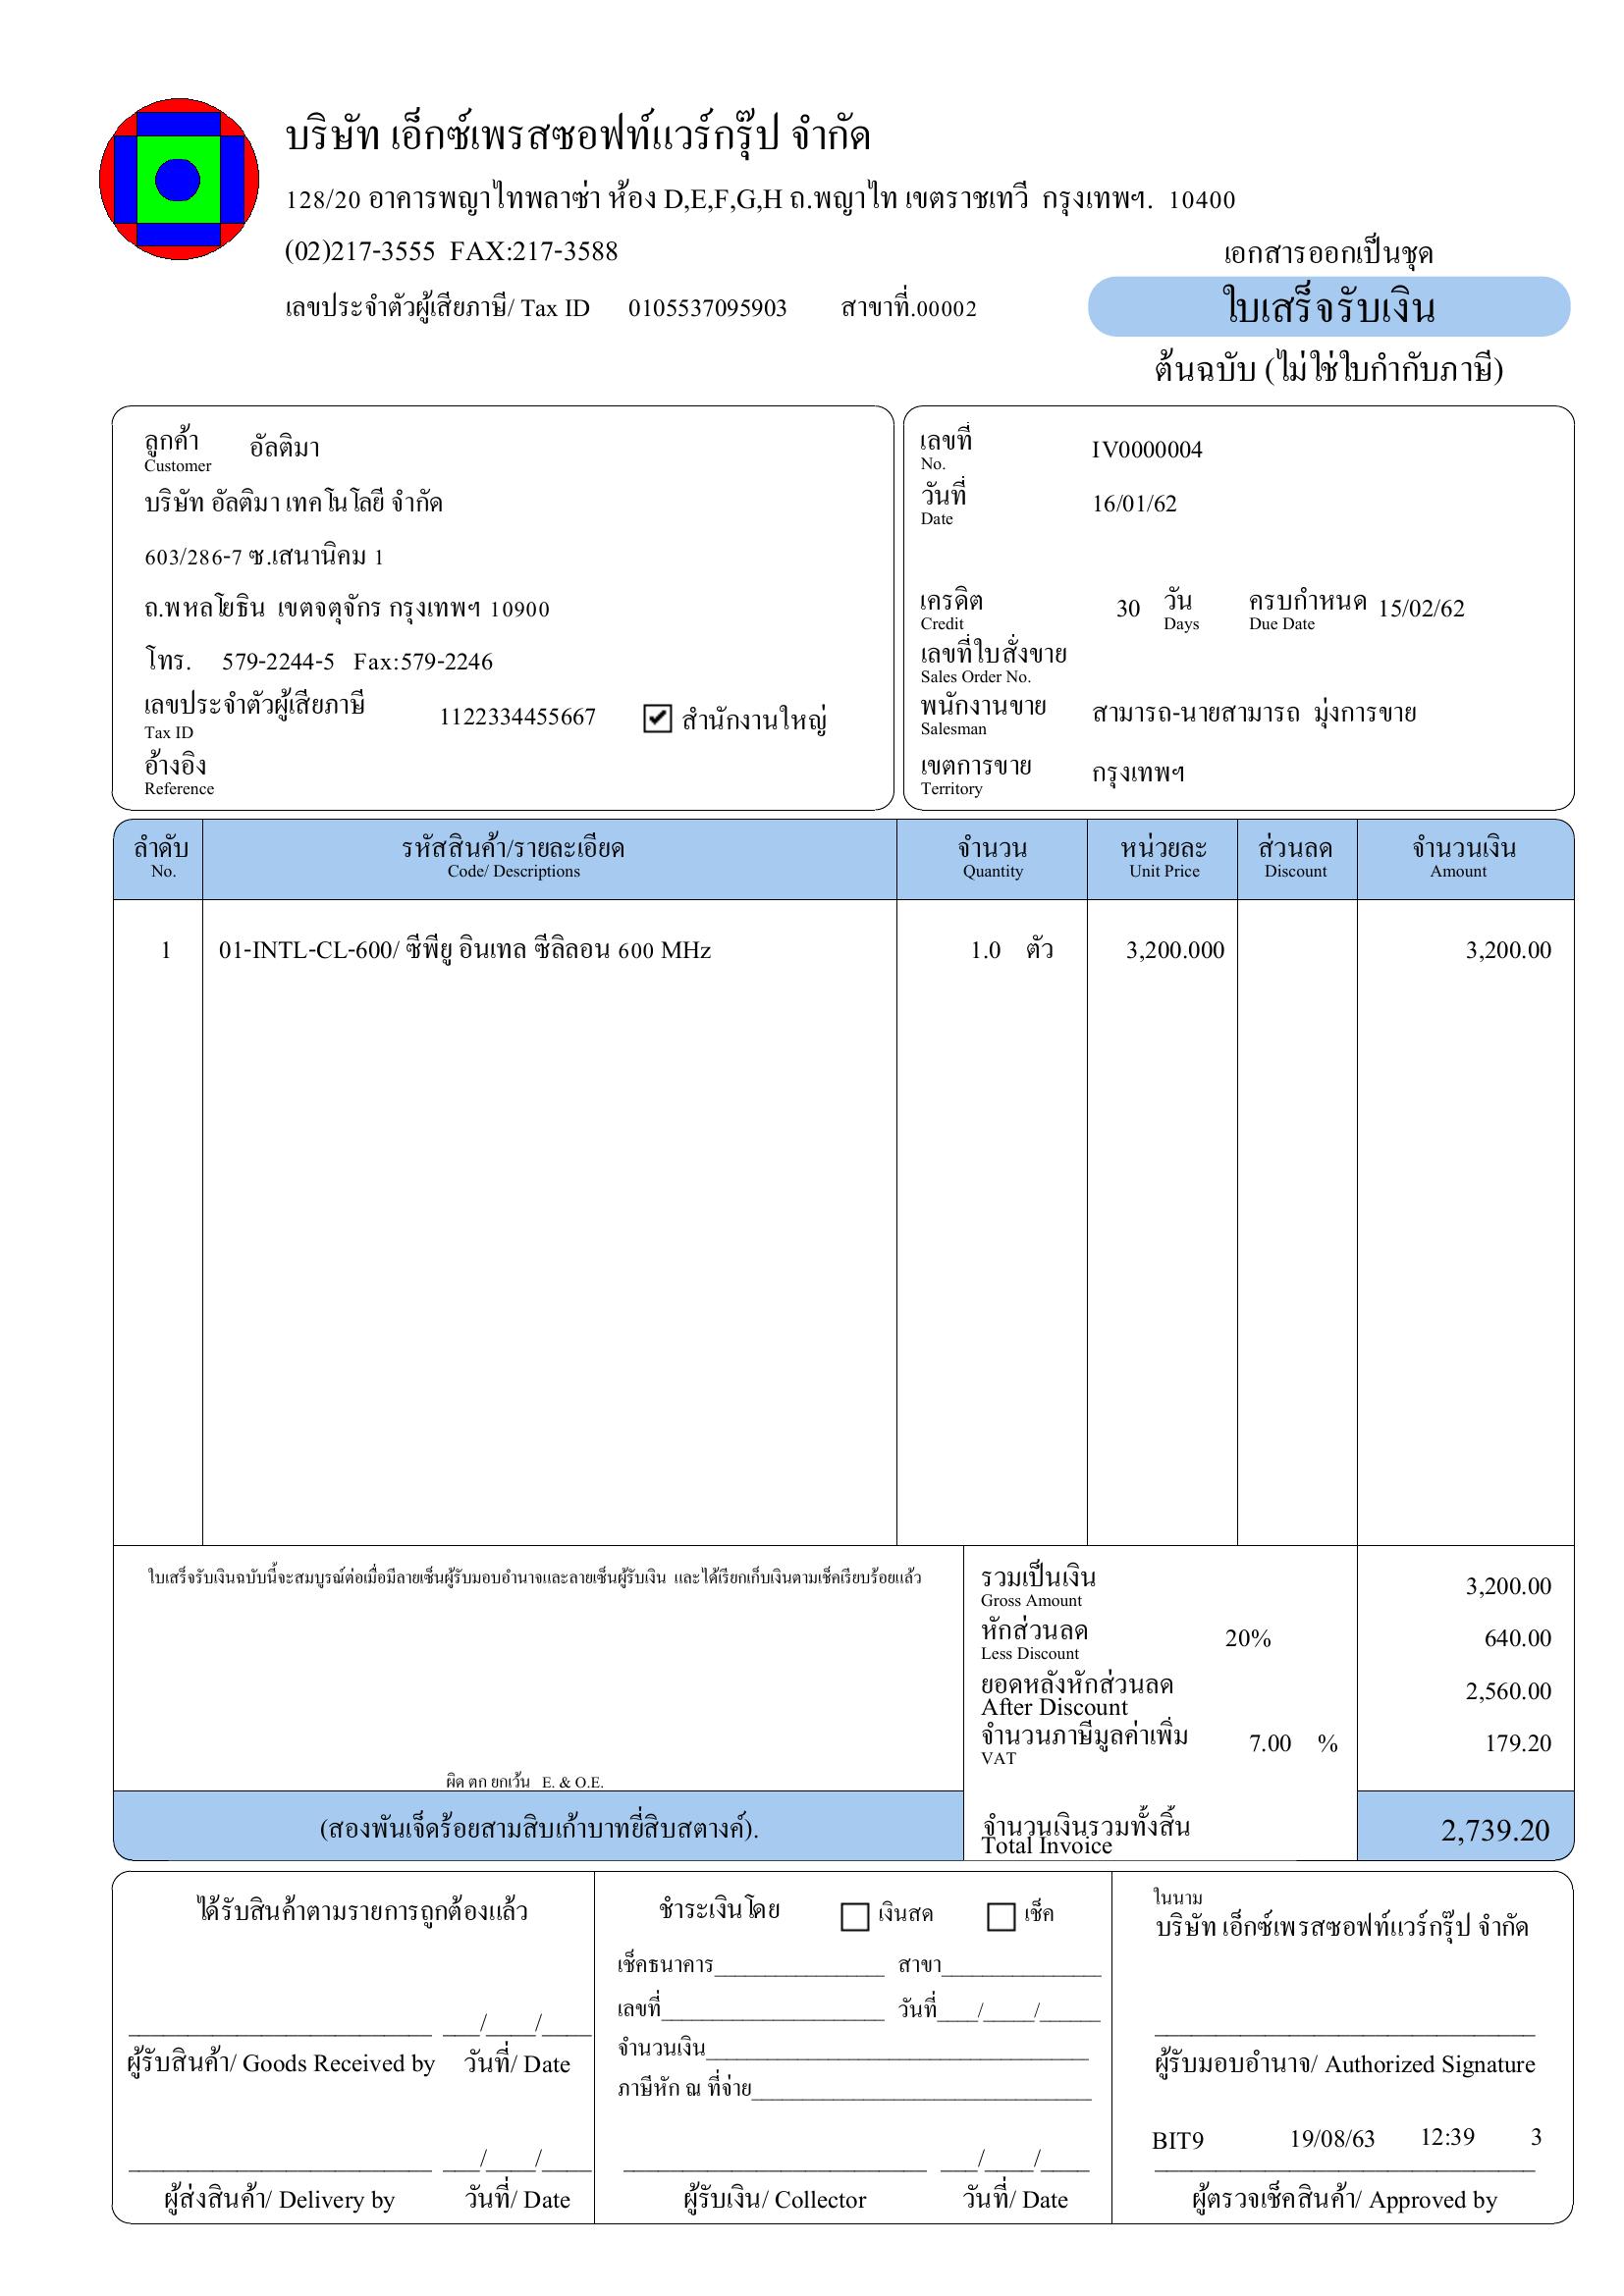 บริษัท เอ็กซ์เพรสซอฟท์แวร์กรุ๊ป จำกัด
128/20 อาคารพญาไทพลาซ่า ห้อง D,E,F,G,H ถ.พญาไท เขตราชเทวี กรุงเทพฯ. 10400
(02)217-3555 FAX:217-3588
เอกสารออกเป็นชุด
เลขประจำตัวผู้เสียภาษี/ Tax ID 0105537095903 สาขาที่.00002
ใบเสร็จรับเงิน
ต้นฉบับ (ไม่ใช่ใบกำกับภาษี)
ลูกค้า อัลติมา
Customer
บริษัท อัลติมา เทคโนโลยี จำกัด
603/286-7 ซ.เสนานิคม 1
ถ.พหลโยธิน เขตจตุจักร กรุงเทพฯ 10900
โทร. 579-2244-5 Fax:579-2246
เลขประจำตัวผู้เสียภาษี 1122334455667 สำนักงานใหญ่
Tax ID
อ้างอิง
Reference
เลขที่ IV0000004
No.
วันที่ 16/01/62
Date
เครดิต 30 วัน ครบกำหนด 15/02/62
Credit Days Due Date
เลขที่ใบสั่งขาย
Sales Order No.
พนักงานขาย สามารถ-นายสามารถ มุ่งการขาย
Salesman
เขตการขาย กรุงเทพฯ
Territory
ลำดับ รหัสสินค้า/รายละเอียด จำนวน หน่วยละ ส่วนลด จำนวนเงิน
No. Code/ Descriptions Quantity Unit Price Discount Amount
1 01-INTL-CL-600/ ซีพียู อินเทล ซีลิลอน 600 MHz 1.0 ตัว 3,200.000 3,200.00
ใบเสร็จรับเงินฉบับนี้จะสมบูรณ์ต่อเมื่อมีลายเซ็นผู้รับมอบอำนาจและลายเซ็นผู้รับเงิน และได้เรียกเก็บเงินตามเช็คเรียบร้อยแล้ว
รวมเป็นเงิน 3,200.00
Gross Amount
หักส่วนลด 20% 640.00
Less Discount
ยอดหลังหักส่วนลด 2,560.00
After Discount
จำนวนภาษีมูลค่าเพิ่ม 7.00 % 179.20
VAT
ผิด ตก ยกเว้น E. & O.E.
(สองพันเจ็ดร้อยสามสิบเก้าบาทยี่สิบสตางค์).
จำนวนเงินรวมทั้งสิ้น 2,739.20
Total Invoice
ได้รับสินค้าตามรายการถูกต้องแล้ว
___/____/____
ผู้รับสินค้า/ Goods Received by วันที่/ Date
___/____/____
ผู้ส่งสินค้า/ Delivery by วันที่/ Date
ชำระเงินโดย เงินสด เช็ค
เช็คธนาคาร________________ สาขา________________
เลขที่________________ วันที่____/_____/______
จำนวนเงิน________________
ภาษีหัก ณ ที่จ่าย________________
___/____/____
ผู้รับเงิน/ Collector วันที่/ Date
ในนาม
บริษัท เอ็กซ์เพรสซอฟท์แวร์กรุ๊ป จำกัด
ผู้รับมอบอำนาจ/ Authorized Signature
BIT9 19/08/63 12:39 3
ผู้ตรวจเช็คสินค้า/ Approved by